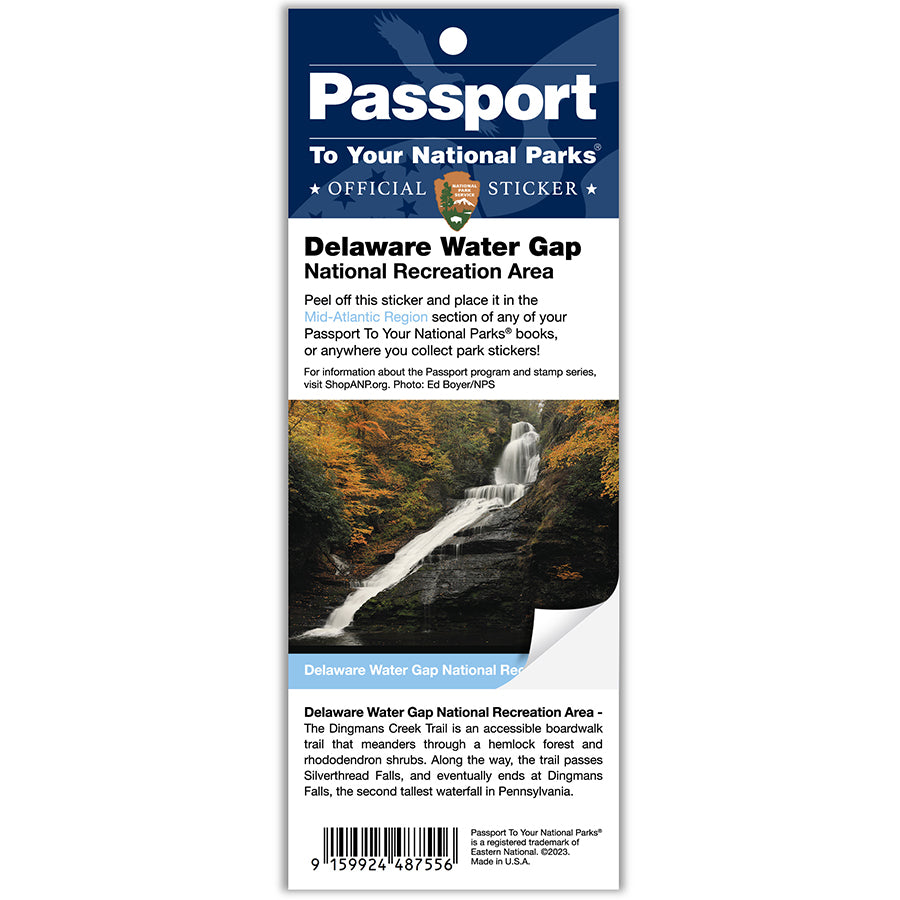 Passport
To Your National Parks®
★ OFFICIAL STICKER ★
NATIONAL
PARK
SERVICE
Delaware Water Gap
National Recreation Area
Peel off this sticker and place it in the
Mid-Atlantic Region section of any of your
Passport To Your National Parks® books,
or anywhere you collect park stickers!
For information about the Passport program and stamp series,
visit ShopANP.org. Photo: Ed Boyer/NPS
Delaware Water Gap National Re
Delaware Water Gap National Recreation Area -
The Dingmans Creek Trail is an accessible boardwalk
trail that meanders through a hemlock forest and
rhododendron shrubs. Along the way, the trail passes
Silverthread Falls, and eventually ends at Dingmans
Falls, the second tallest waterfall in Pennsylvania.
9 159924 487556
Passport To Your National Parks®
is a registered trademark of
Eastern National. ©2023.
Made in U.S.A.